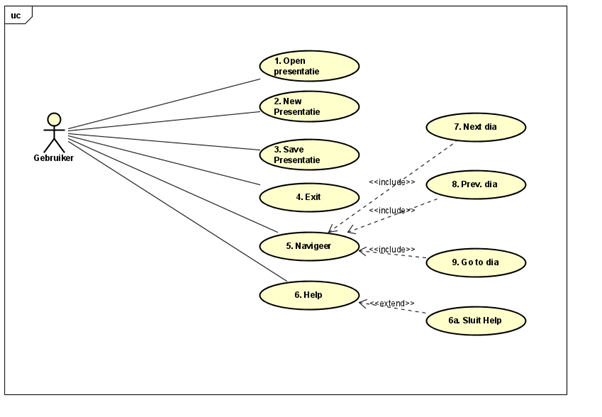 uc
1. Open
presentatie
2. New
Presentatie
3. Save
Presentatie
4. Exit
5. Navigeer
6. Help
Gebruiker
7. Next dia
8. Prev. dia
9. Go to dia
6a. Sluit Help
<<include>>
<<include>>
<<include>>
<<extend>>